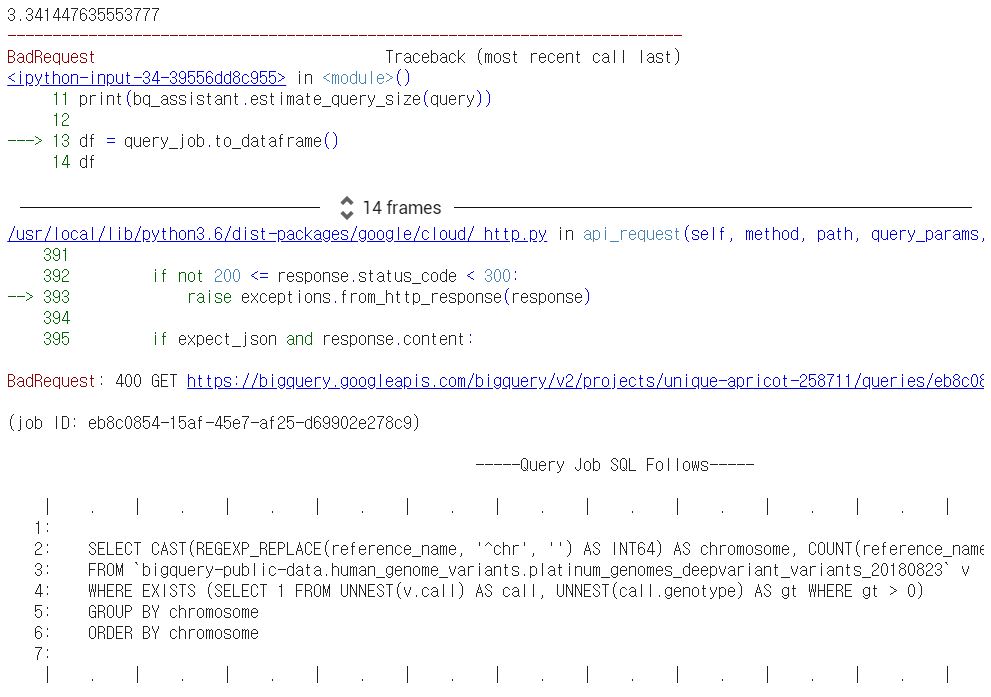 3.341447635553777
---------------------------------------------------------------------------
BadRequest Traceback (most recent call last)
<ipython-input-34-39556dd8c955> in <module>()
11 print(bq_assistant.estimate_query_size(query))
12
---> 13 df = query_job.to_dataframe()
14 df
14 frames
/usr/local/lib/python3.6/dist-packages/google/cloud/_http.py in api_request(self, method, path, query_params,
391
392 if not 200 <= response.status_code < 300:
--> 393 raise exceptions.from_http_response(response)
394
395 if expect_json and response.content:
BadRequest: 400 GET https://bigquery.googleapis.com/bigquery/v2/projects/unique-apricot-258711/queries/eb8c08
(job ID: eb8c0854-15af-45e7-af25-d69902e278c9)
-----Query Job SQL Follows-----
| . | . | . | . | . | . | . | . | . | . |
1:
2: SELECT CAST(REGEXP_REPLACE(reference_name, '^chr', '') AS INT64) AS chromosome, COUNT(reference_name
3: FROM `bigquery-public-data.human_genome_variants.platinum_genomes_deepvariant_variants_20180823` v
4: WHERE EXISTS (SELECT 1 FROM UNNEST(v.call) AS call, UNNEST(call.genotype) AS gt WHERE gt > 0)
5: GROUP BY chromosome
6: ORDER BY chromosome
7:
| . | . | . | . | . | . | . | . | . | . |